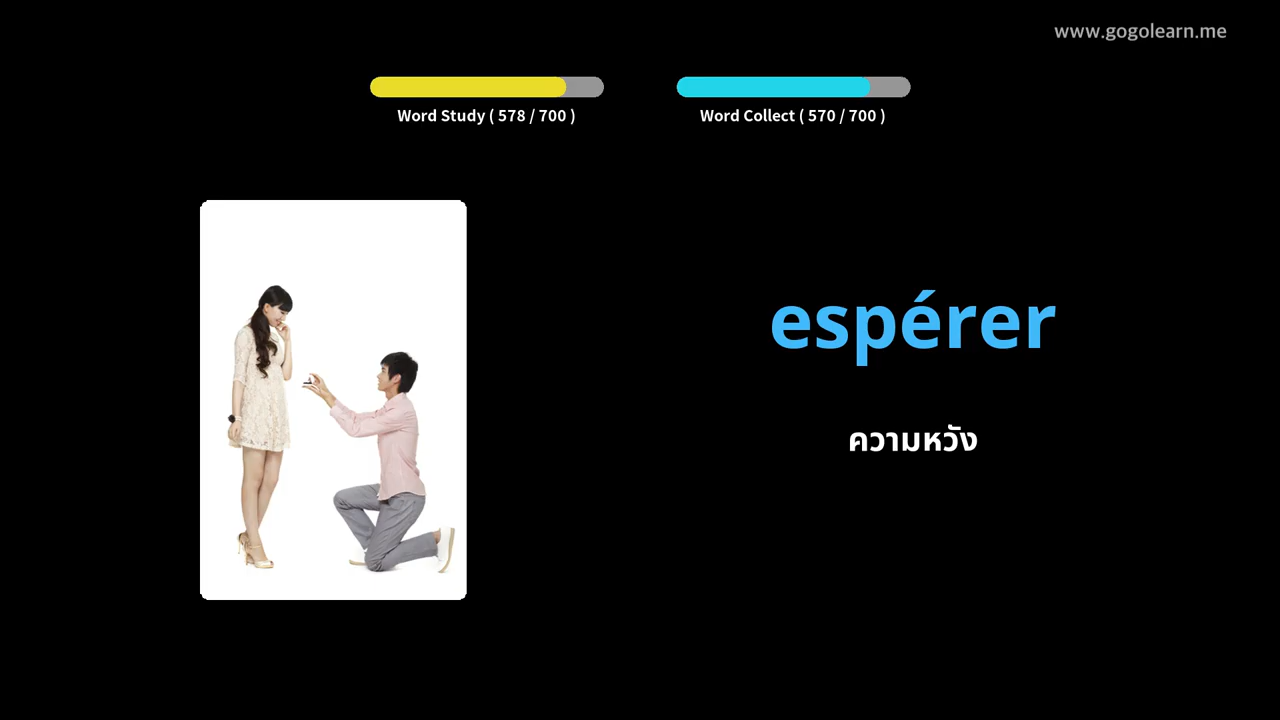 www.gogolearn.me
Word Study ( 578 / 700 )
Word Collect ( 570 / 700 )
espérer
ความหวัง